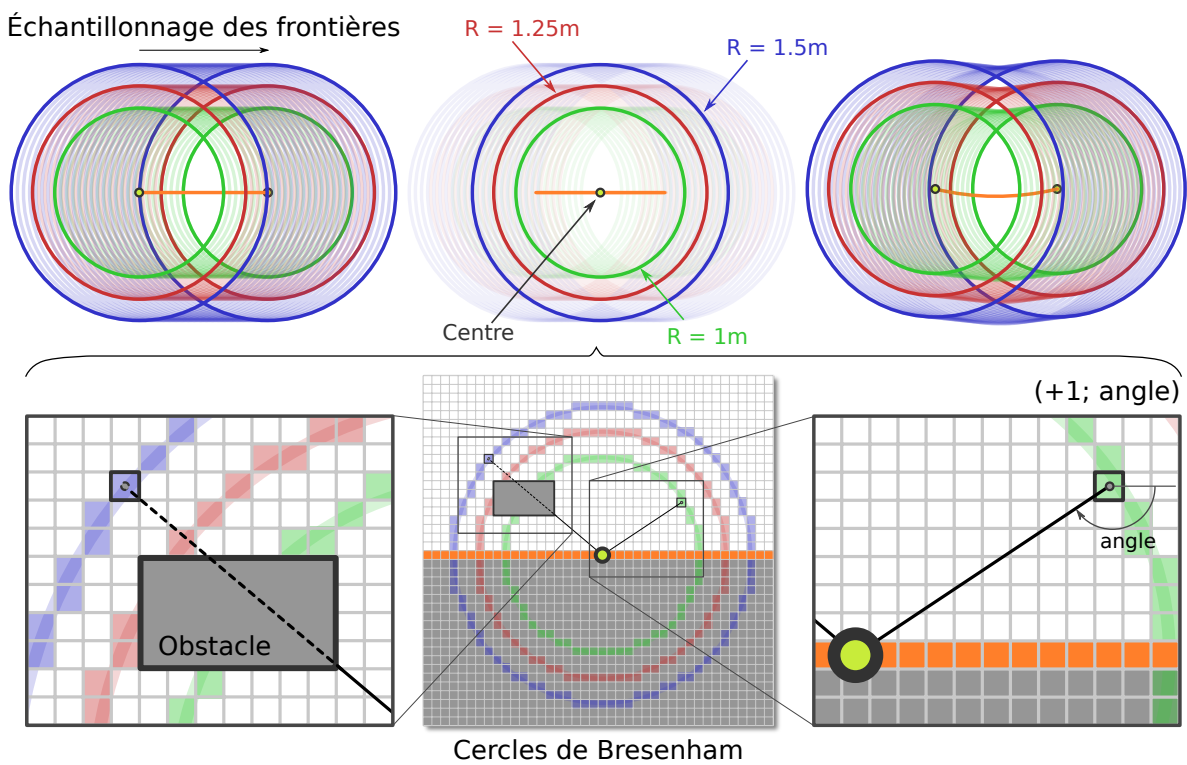 Échantillonnage des frontières
R = 1.25m
R = 1.5m
Centre
R = 1m
(+1; angle)
angle
Obstacle
Cercles de Bresenham